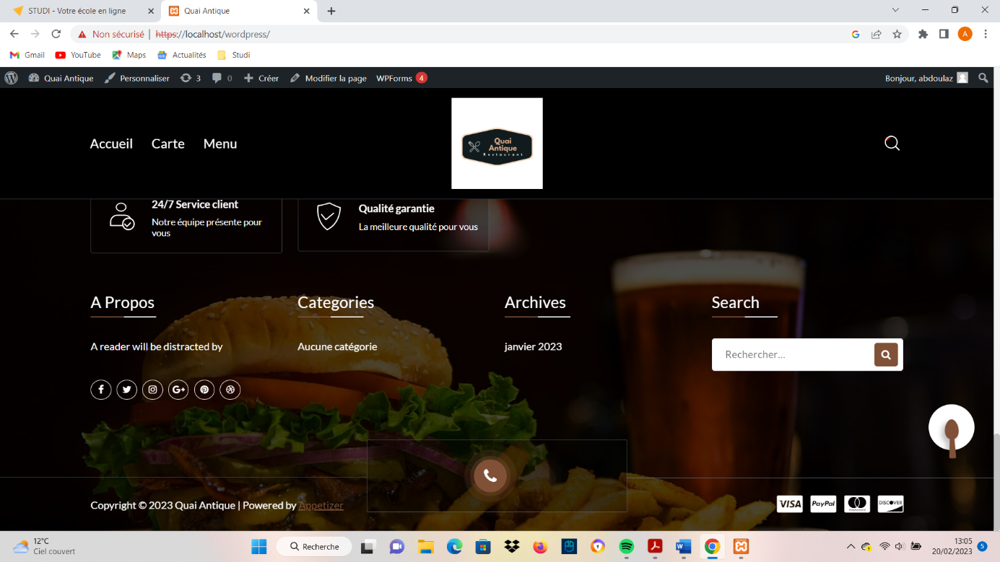 STUDI - Votre école en ligne
Quai Antique
Non sécurisé | https://localhost/wordpress/
Gmail YouTube Maps Actualités Studi
Quai Antique Personnaliser 3 0 Créer Modifier la page WPForms 4 Bonjour, abdoulaz
Accueil Carte Menu
Quai
Antique
Restaurant
24/7 Service client
Notre équipe présente pour
vous
Qualité garantie
La meilleure qualité pour vous
A Propos
A reader will be distracted by
Categories
Aucune catégorie
Archives
janvier 2023
Search
Rechercher...
Copyright © 2023 Quai Antique | Powered by Appetizer
VISA PayPal mastercard DISCOVER
12°C
Ciel couvert
Recherche
13:05
20/02/2023
5